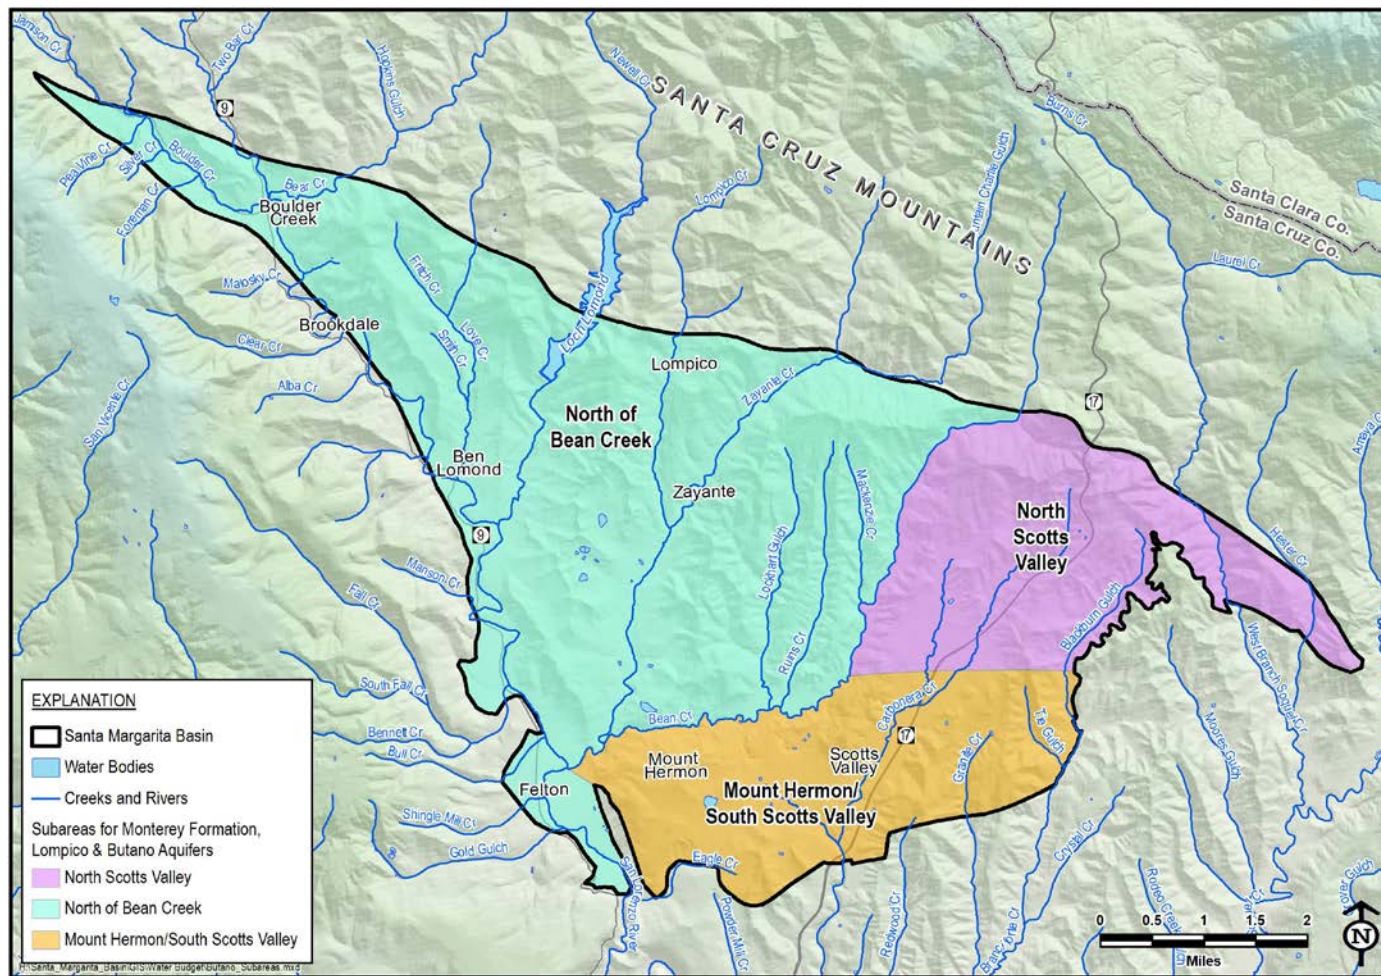 Jamison Cr
Two Bar Cr
Hopkins Gulch
Newell Cr
SANTA CRUZ MOUNTAINS
Burns Cr
9
Pea Vine Cr
Silver Cr
Boulder Cr
Foreman Cr
Bear Cr
Boulder
Creek
Lompico Cr
Santa Clara Co.
Santa Cruz Co.
Laurel Cr
Malosky Cr
Fritch Cr
Brookdale
Clear Cr
Love Cr
Smith Cr
Loch Lomond
Lompico
Zayante Cr
Alba Cr
San Vicente Cr
17
Amaya C
North of
Bean Creek
Ben
Lomond
Zayante
Mackenzie Cr
North
Scotts
Valley
9
Lockhart Gulch
Hester Cr
Manson Cr
Fall Cr
Ruins Cr
Blackburn Gulch
West Branch Soquel Cr
South Fall Cr
Bennett Cr
Bull Cr
Bean Cr
Carbonera Cr
Tie Gulch
Granite Cr
Moores Gulch
17
Mount
Hermon
Scotts
Valley
Felton
Mount Hermon/
South Scotts Valley
Shingle Mill Cr
Gold Gulch
Eagle Cr
Crystal Cr
San Lorenzo River
Powder Mill Cr
Redwood Cr
Rodeo Creek
EXPLANATION
Santa Margarita Basin
Water Bodies
Creeks and Rivers
Subareas for Monterey Formation,
Lompico & Butano Aquifers
North Scotts Valley
North of Bean Creek
Mount Hermon/South Scotts Valley
0 0.5 1 1.5 2
Miles
N
H:\Santa_Margarita_Basin\GIS\Water Budget\Butano_Subareas.mxd